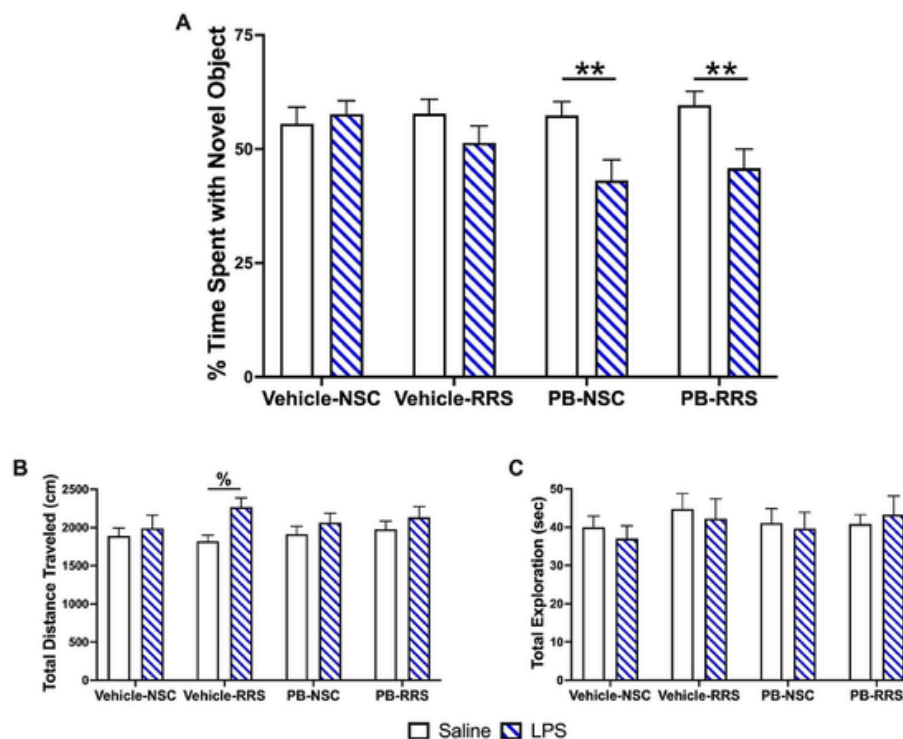 A
% Time Spent with Novel Object
75
50
25
0
**
**
Vehicle-NSC Vehicle-RRS PB-NSC PB-RRS
B
Total Distance Traveled (cm)
2500
2000
1500
1000
500
0
%
Vehicle-NSC Vehicle-RRS PB-NSC PB-RRS
C
Total Exploration (sec)
50
40
30
20
10
0
Vehicle-NSC Vehicle-RRS PB-NSC PB-RRS
Saline LPS